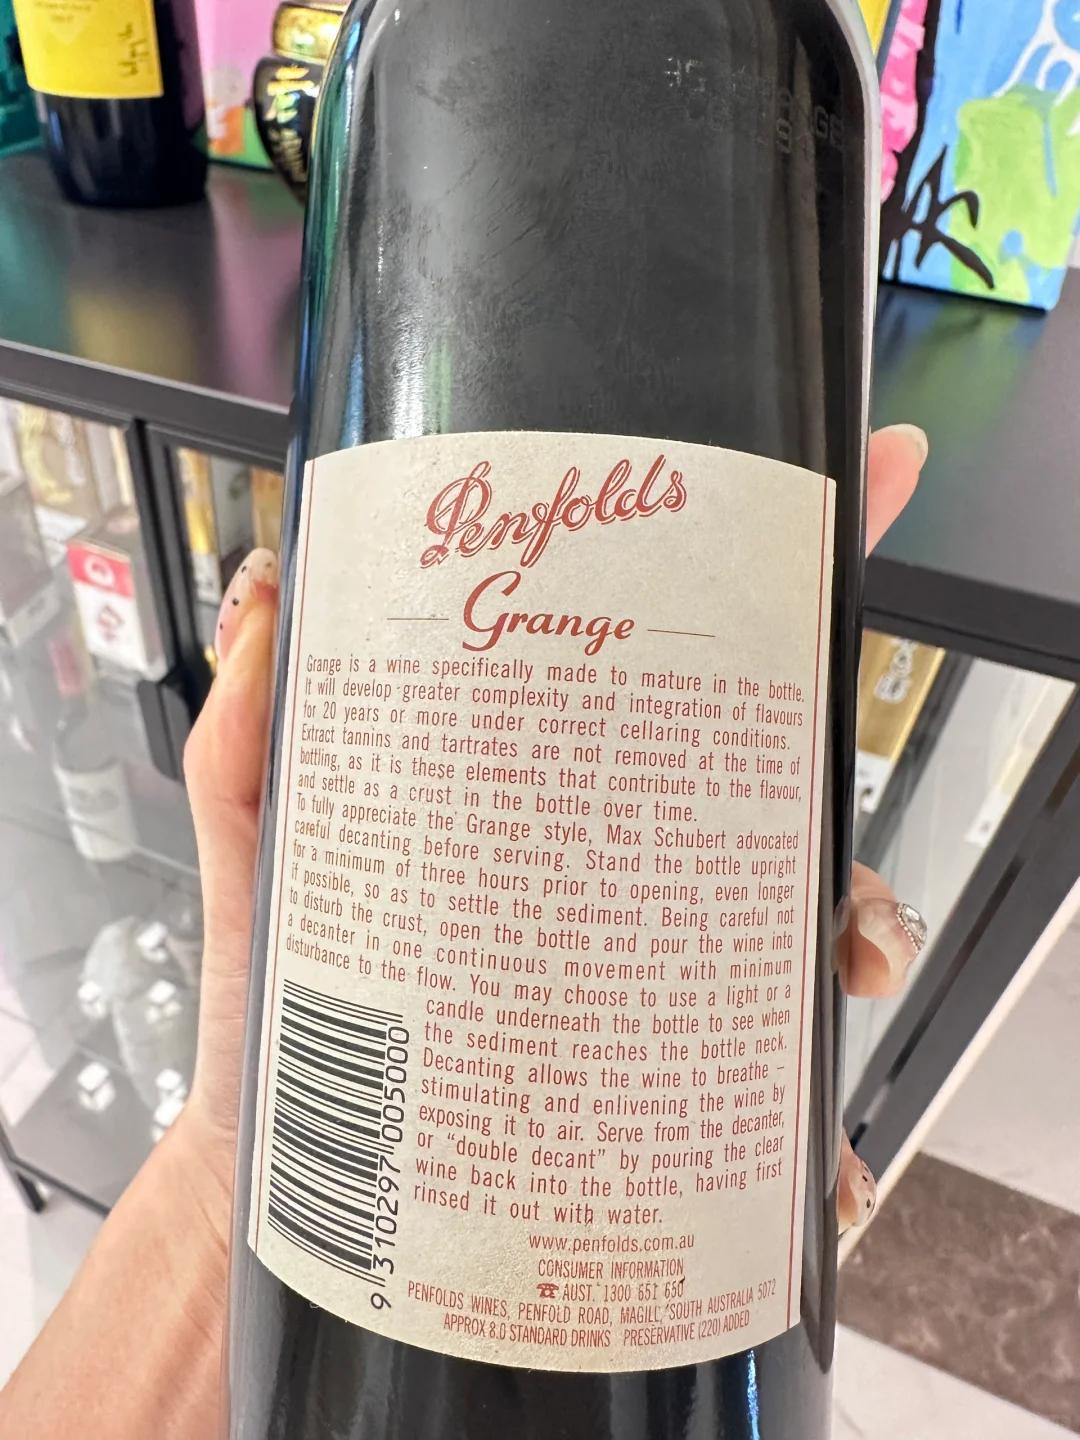 Penfolds
Grange
Grange is a wine specifically made to mature in the bottle.
It will develop greater complexity and integration of flavours
for 20 years or more under correct cellaring conditions.
Extract tannins and tartrates are not removed at the time of
bottling, as it is these elements that contribute to the flavour,
and settle as a crust in the bottle over time.
To fully appreciate the Grange style, Max Schubert advocated
careful decanting before serving. Stand the bottle upright
for a minimum of three hours prior to opening, even longer
if possible, so as to settle the sediment. Being careful not
to disturb the crust, open the bottle and pour the wine into
a decanter in one continuous movement with minimum
disturbance to the flow. You may choose to use a light or a
candle underneath the bottle to see when
the sediment reaches the bottle neck.
Decanting allows the wine to breathe –
stimulating and enlivening the wine by
exposing it to air. Serve from the decanter,
or “double decant” by pouring the clear
wine back into the bottle, having first
rinsed it out with water.
9 310297 005000
www.penfolds.com.au
CONSUMER INFORMATION
☎ AUST. 1300 651 650
PENFOLDS WINES, PENFOLD ROAD, MAGILL, SOUTH AUSTRALIA 5072
APPROX 8.0 STANDARD DRINKS PRESERVATIVE (220) ADDED